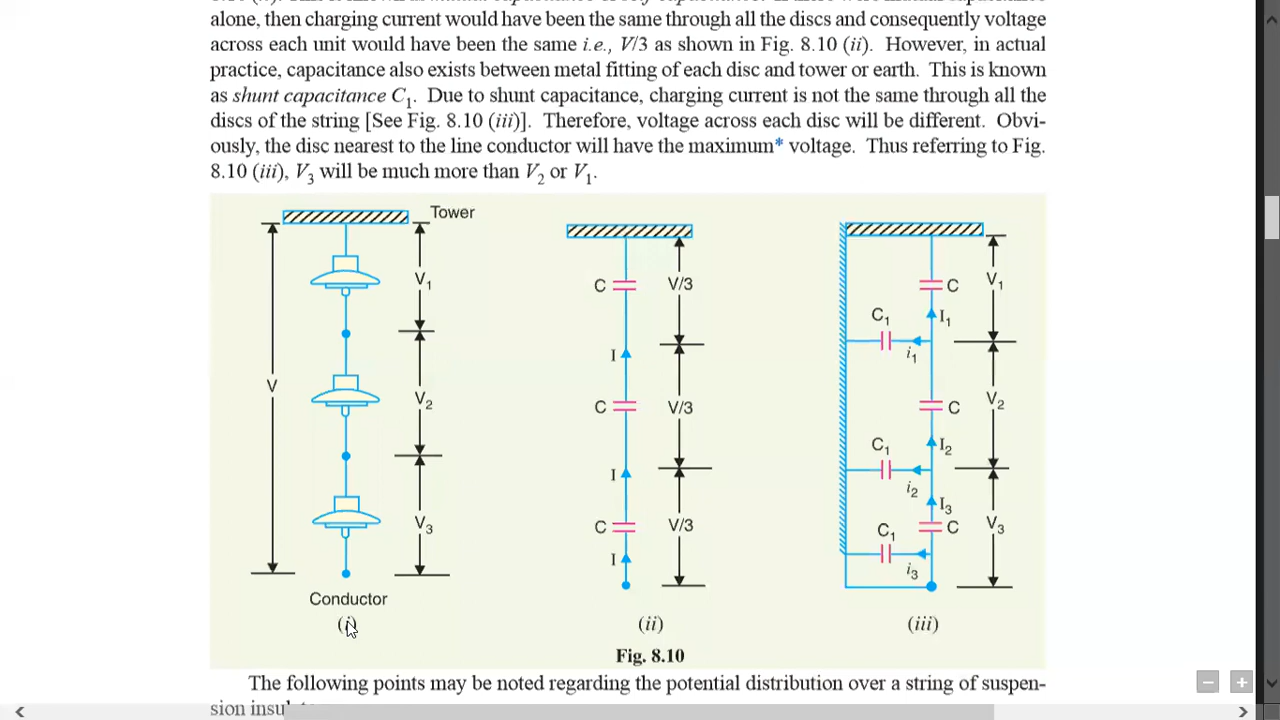 alone, then charging current would have been the same through all the discs and consequently voltage
across each unit would have been the same i.e., V/3 as shown in Fig. 8.10 (ii). However, in actual
practice, capacitance also exists between metal fitting of each disc and tower or earth. This is known
as shunt capacitance C₁. Due to shunt capacitance, charging current is not the same through all the
discs of the string [See Fig. 8.10 (iii)]. Therefore, voltage across each disc will be different. Obvi-
ously, the disc nearest to the line conductor will have the maximum* voltage. Thus referring to Fig.
8.10 (iii), V₃ will be much more than V₂ or V₁.
Tower
V₁
V
V₂
V₃
Conductor
(i)
C V/3
I
C V/3
I
C V/3
I
(ii)
C V₁
C₁ I₁
i₁
C V₂
C₁ I₂
i₂
I₃
C₁ C V₃
i₃
(iii)
Fig. 8.10
The following points may be noted regarding the potential distribution over a string of suspen-
sion